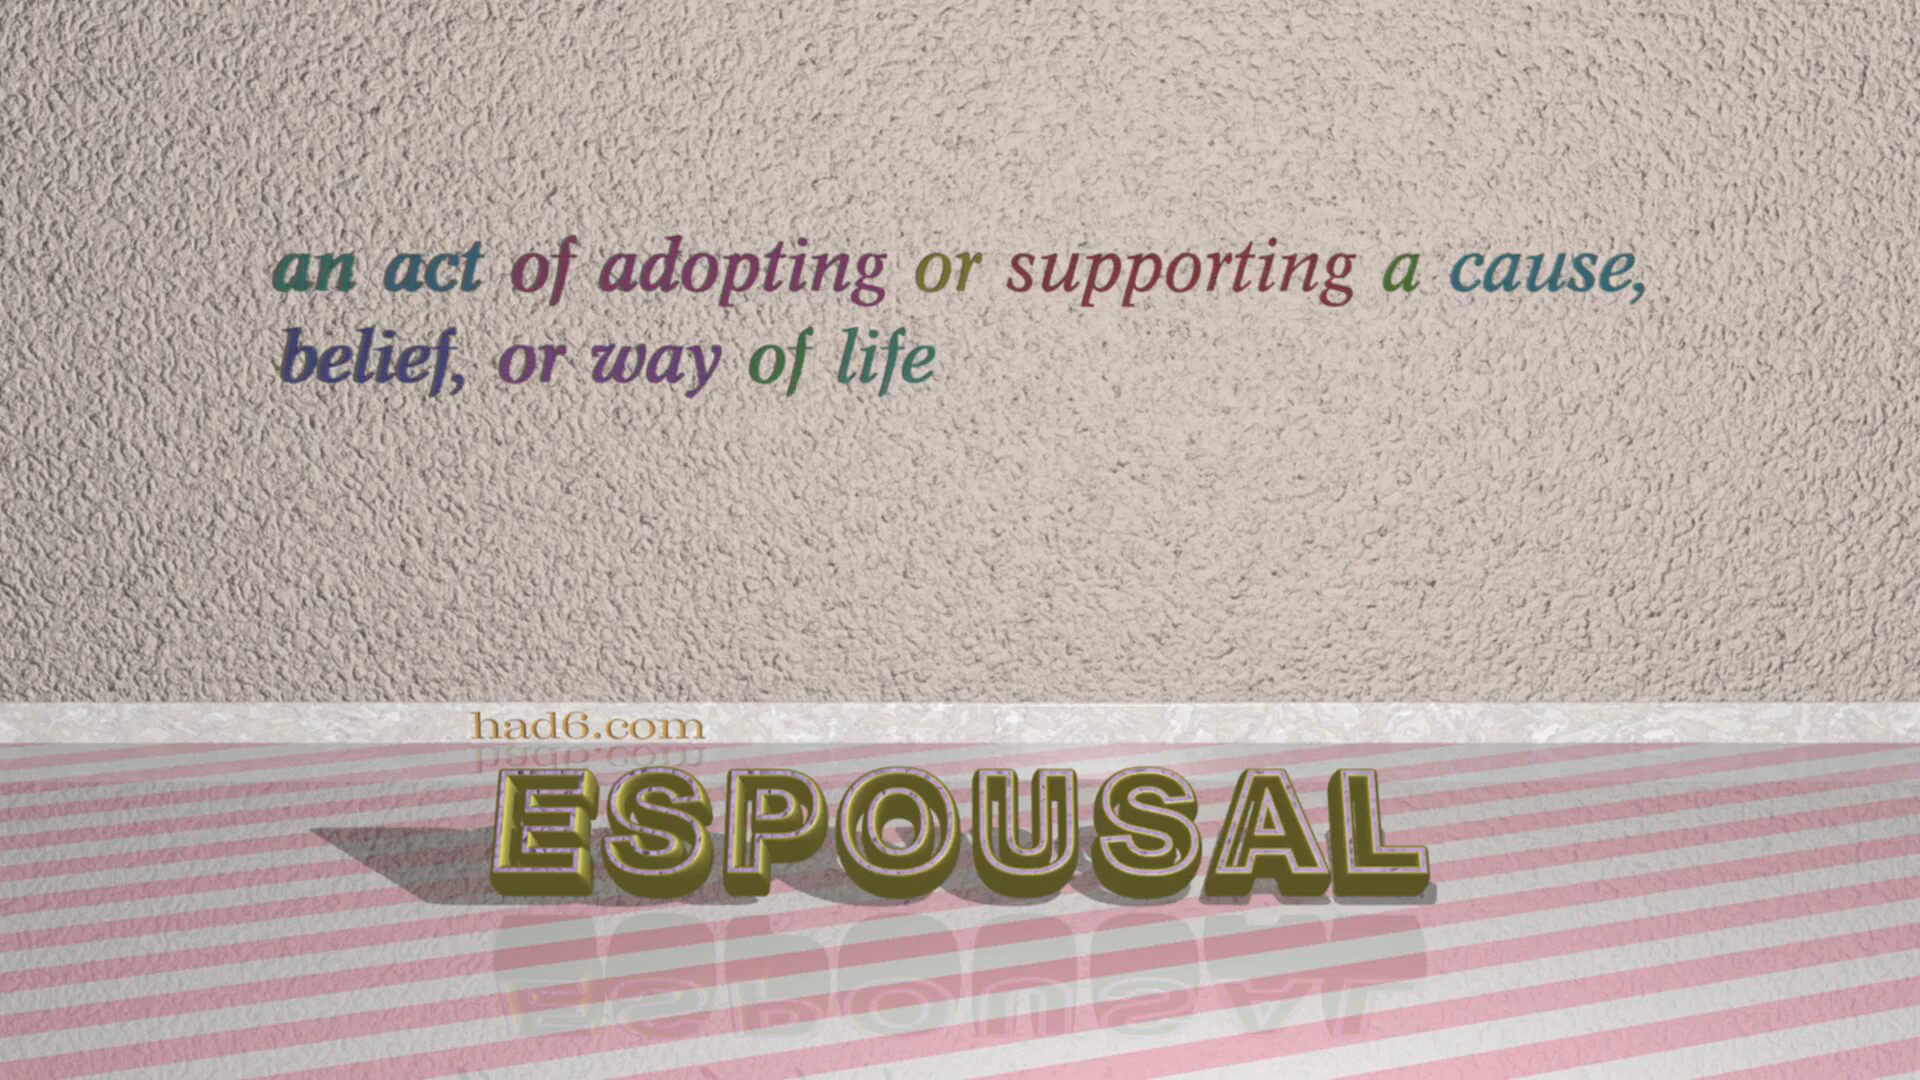 an act of adopting or supporting a cause,
belief, or way of life
had6.com
ESPOUSAL